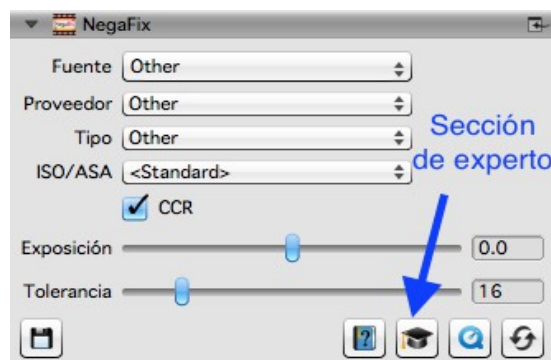 NegaFix
Fuente Other
Proveedor Other
Tipo Other
ISO/ASA <Standard>
CCR
Sección
de experto
Exposición 0.0
Tolerancia 16
?